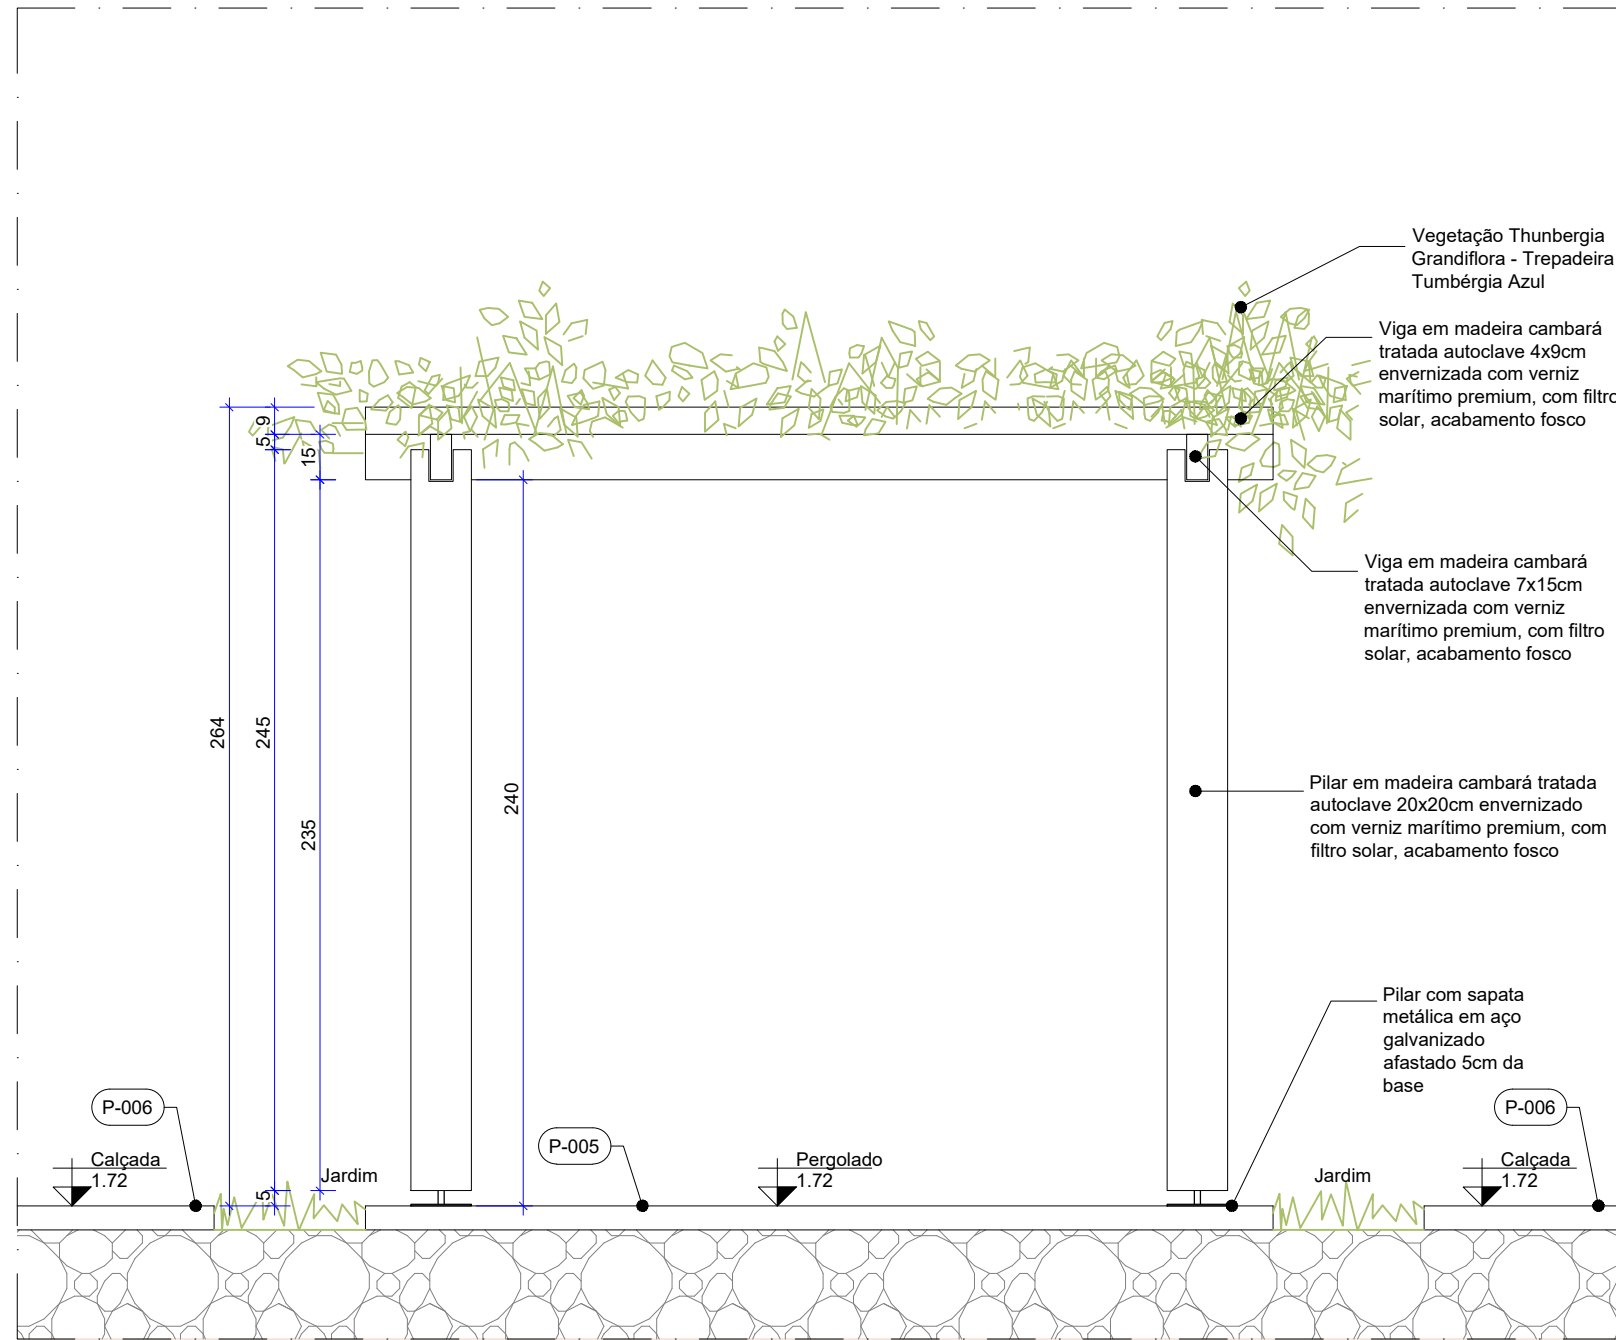 Vegetação Thunbergia
Grandiflora - Trepadeira
Tumbérgia Azul
Viga em madeira cambará
tratada autoclave 4x9cm
envernizada com verniz
marítimo premium, com filtro
solar, acabamento fosco
9
5
15
Viga em madeira cambará
tratada autoclave 7x15cm
envernizada com verniz
marítimo premium, com filtro
solar, acabamento fosco
264
245
235
240
Pilar em madeira cambará tratada
autoclave 20x20cm envernizado
com verniz marítimo premium, com
filtro solar, acabamento fosco
Pilar com sapata
metálica em aço
galvanizado
afastado 5cm da
base
P-006
P-005
P-006
Calçada
1.72
5
Jardim
Pergolado
1.72
Jardim
Calçada
1.72